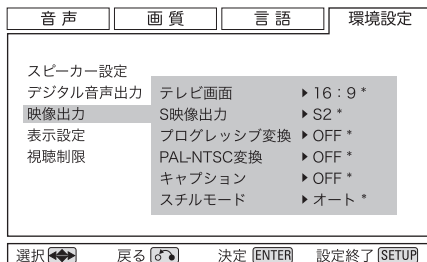 音声 画質 言語 環境設定
スピーカー設定
デジタル音声出力 テレビ画面 ▶ 16:9 *
映像出力 S映像出力 ▶ S2 *
表示設定 プログレッシブ変換 ▶ OFF *
視聴制限 PAL-NTSC変換 ▶ OFF *
キャプション ▶ OFF *
スチルモード ▶ オート *
選択 戻る 決定 ENTER 設定終了 SETUP